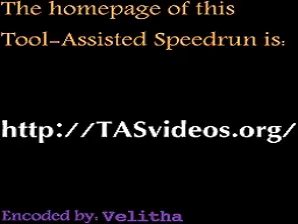 The homepage of this
Tool-Assisted Speedrun is:
http://TASvideos.org/
Encoded by: Velitha